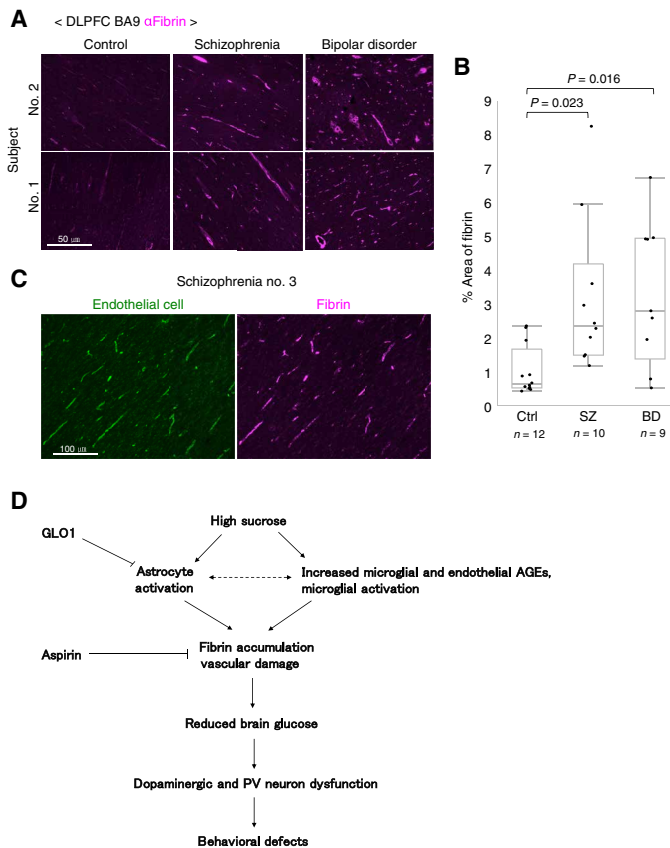 A
< DLPFC BA9 αFibrin >
Control
Schizophrenia
Bipolar disorder
Subject
No. 2
No. 1
50 ㎛
B
P = 0.016
P = 0.023
% Area of fibrin
9
8
7
6
5
4
3
2
1
0
Ctrl
SZ
BD
n = 12
n = 10
n = 9
C
Schizophrenia no. 3
Endothelial cell
Fibrin
100 ㎛
D
High sucrose
GLO1
Astrocyte
activation
Increased microglial and endothelial AGEs,
microglial activation
Aspirin
Fibrin accumulation
vascular damage
Reduced brain glucose
Dopaminergic and PV neuron dysfunction
Behavioral defects